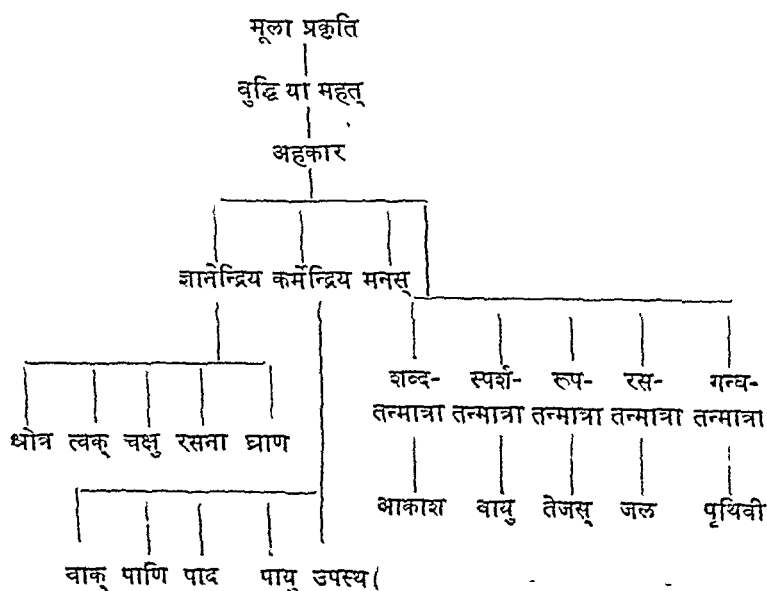 मूला प्रकृति
वुद्धि या महत्
अहकार
ज्ञानेन्द्रिय कर्मेन्द्रिय मनस्
शव्द- स्पर्श- रूप- रस- गन्घ-
तन्मात्रा तन्मात्रा तन्मात्रा तन्मात्रा तन्मात्रा
श्रोत्र त्वक् चक्षु रसना घ्राण
आकाश वायु तेजस् जल पृथिवी
वाक् पाणि पाद पायु उपस्थ (